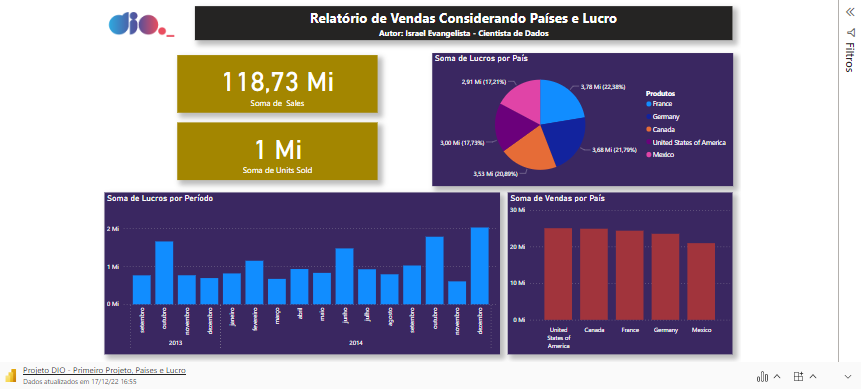 dio._
Relatório de Vendas Considerando Países e Lucro
Autor: Israel Evangelista - Cientista de Dados
Filtros
118,73 Mi
Soma de Sales
1 Mi
Soma de Units Sold
Soma de Lucros por País
2,91 Mi (17,21%)
3,78 Mi (22,38%)
3,00 Mi (17,73%)
3,68 Mi (21,79%)
3,53 Mi (20,89%)
Produtos
France
Germany
Canada
United States of America
Mexico
Soma de Lucros por Período
2 Mi
1 Mi
0 Mi
setembro
outubro
novembro
dezembro
janeiro
fevereiro
março
abril
maio
junho
julho
agosto
setembro
outubro
novembro
dezembro
2013
2014
Soma de Vendas por País
30 Mi
20 Mi
10 Mi
0 Mi
United
States of
America
Canada
France
Germany
Mexico
Projeto DIO - Primeiro Projeto, Países e Lucro
Dados atualizados em 17/12/22 16:55